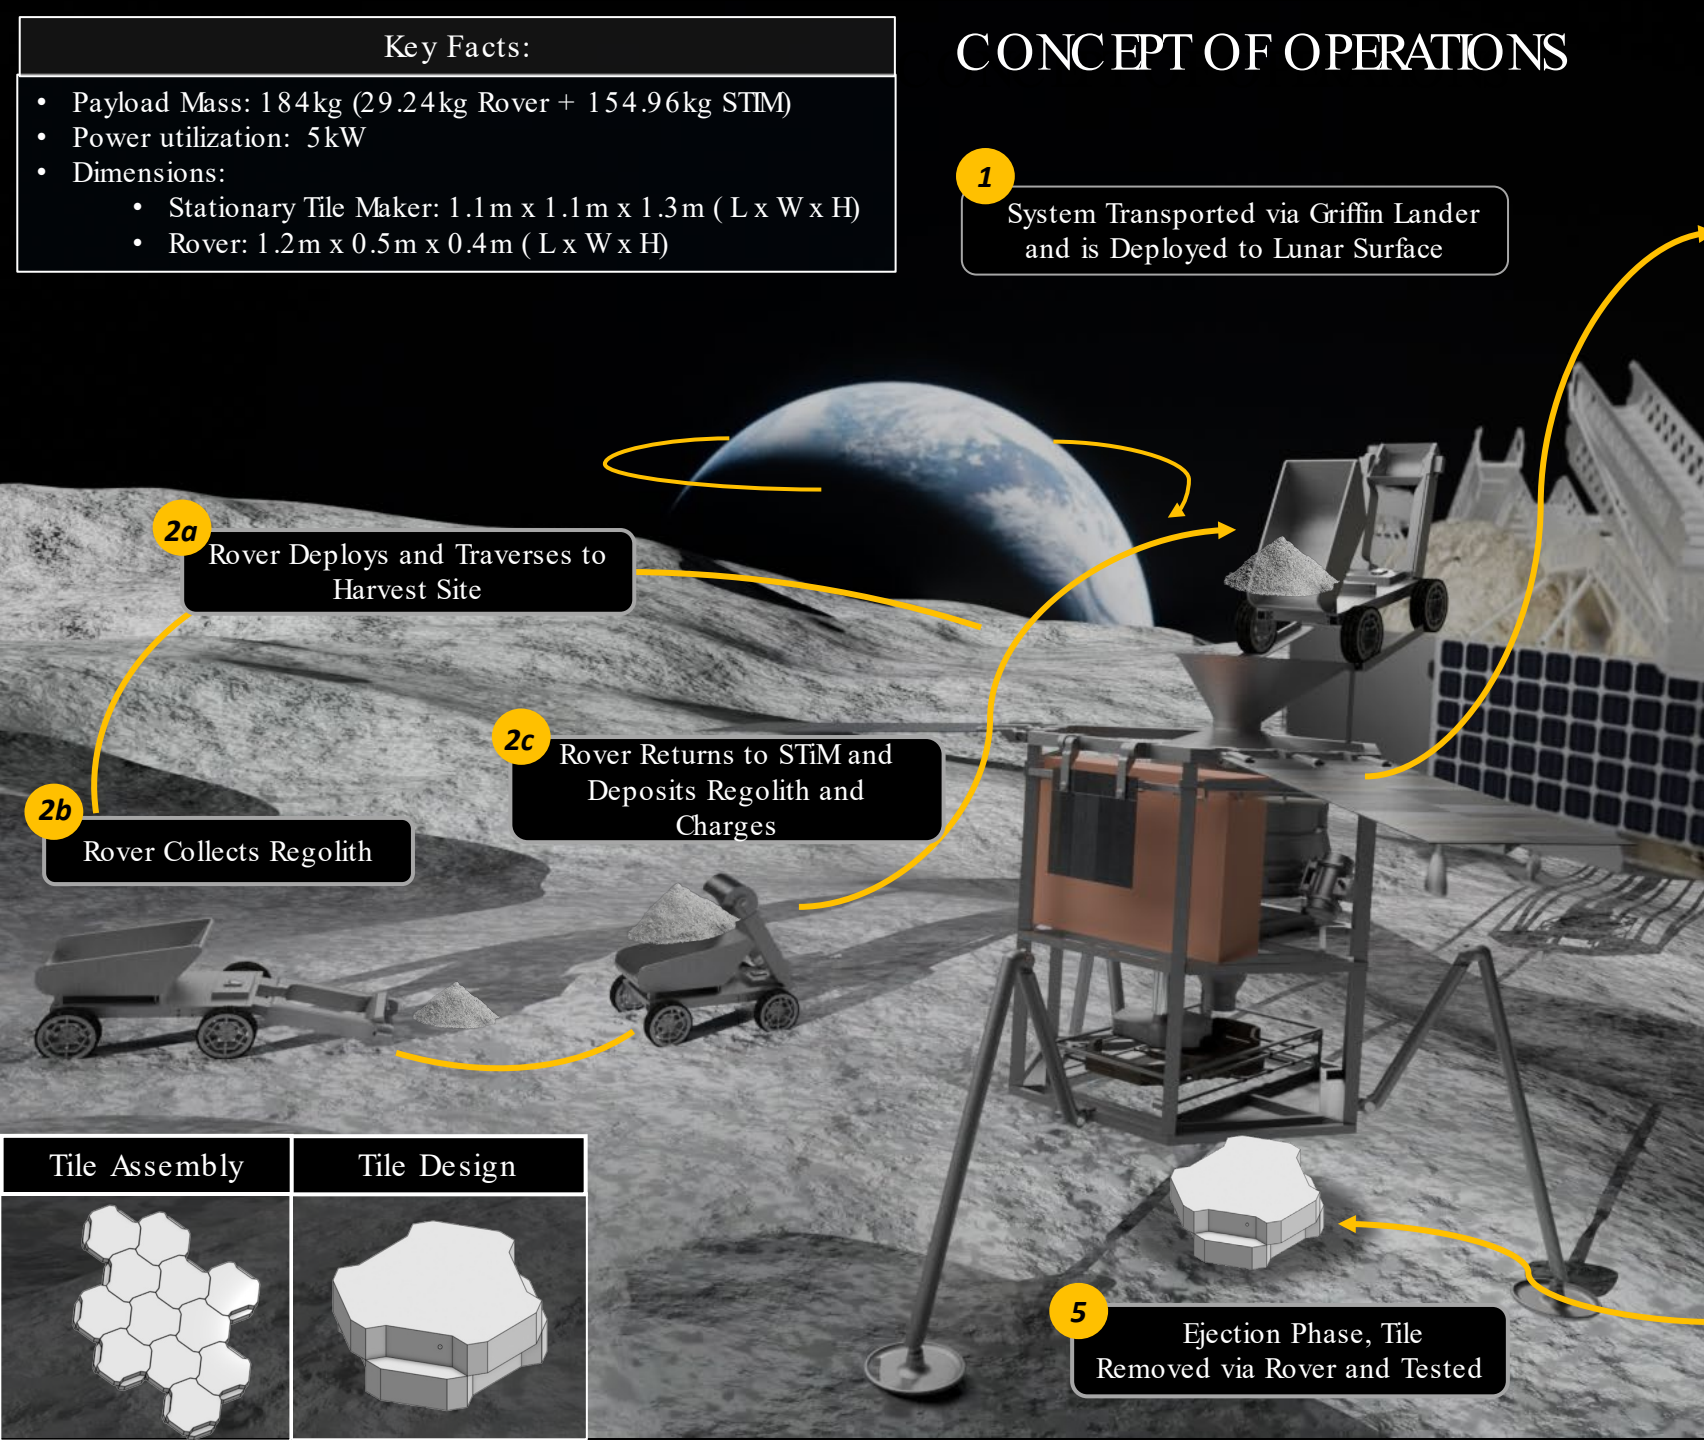 Key Facts:
• Payload Mass: 184kg (29.24kg Rover + 154.96kg STIM)
• Power utilization: 5kW
• Dimensions:
• Stationary Tile Maker: 1.1m x 1.1m x 1.3m ( L x W x H)
• Rover: 1.2m x 0.5m x 0.4m ( L x W x H)
CONCEPT OF OPERATIONS
1
System Transported via Griffin Lander
and is Deployed to Lunar Surface
2a
Rover Deploys and Traverses to
Harvest Site
2b
Rover Collects Regolith
2c
Rover Returns to STiM and
Deposits Regolith and
Charges
Tile Assembly
Tile Design
5
Ejection Phase, Tile
Removed via Rover and Tested